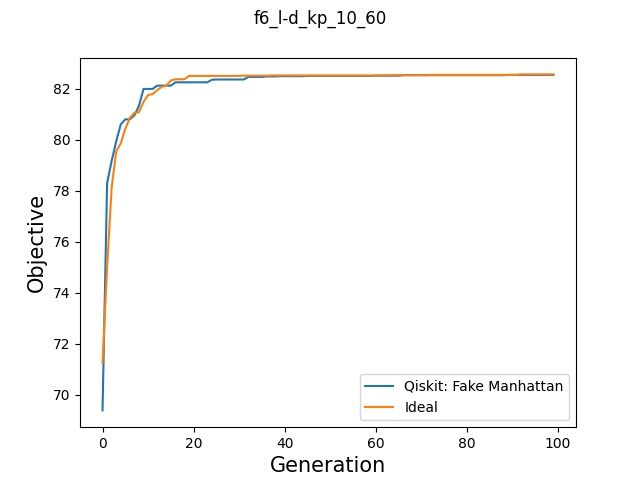 f6_l-d_kp_10_60
Objective
82
80
78
76
74
72
70
0 20 40 60 80 100
Generation
Qiskit: Fake Manhattan
Ideal